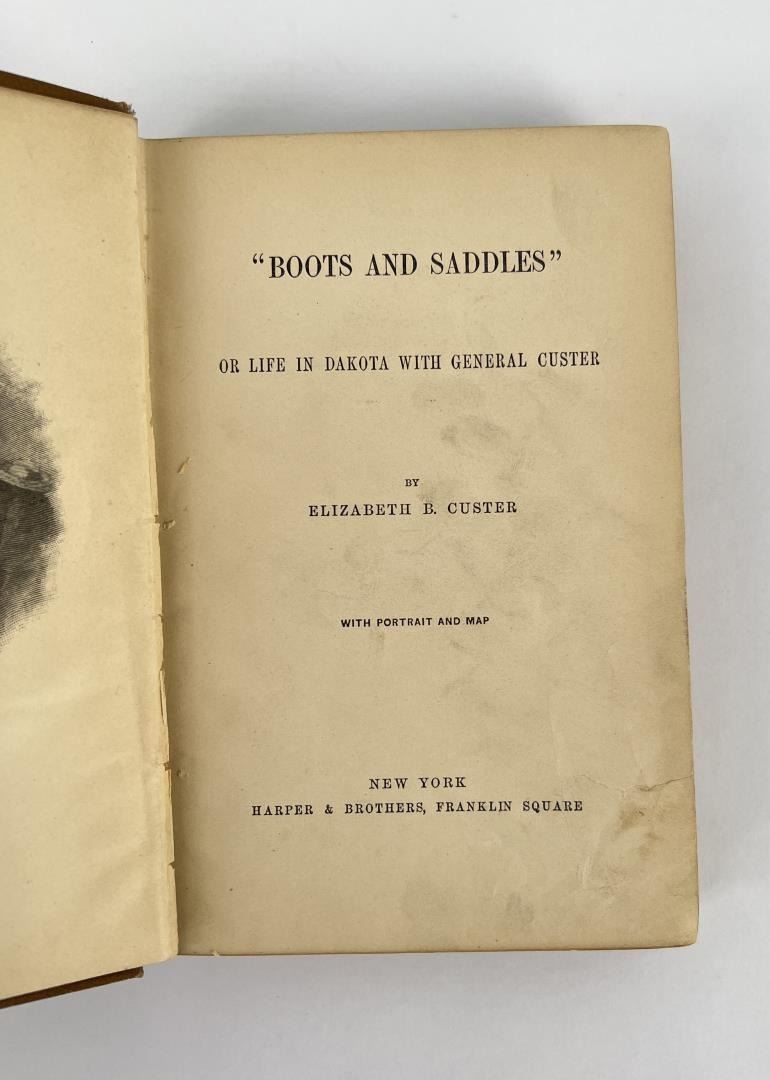 “BOOTS AND SADDLES”
OR LIFE IN DAKOTA WITH GENERAL CUSTER
BY
ELIZABETH B. CUSTER
WITH PORTRAIT AND MAP
NEW YORK
HARPER & BROTHERS, FRANKLIN SQUARE